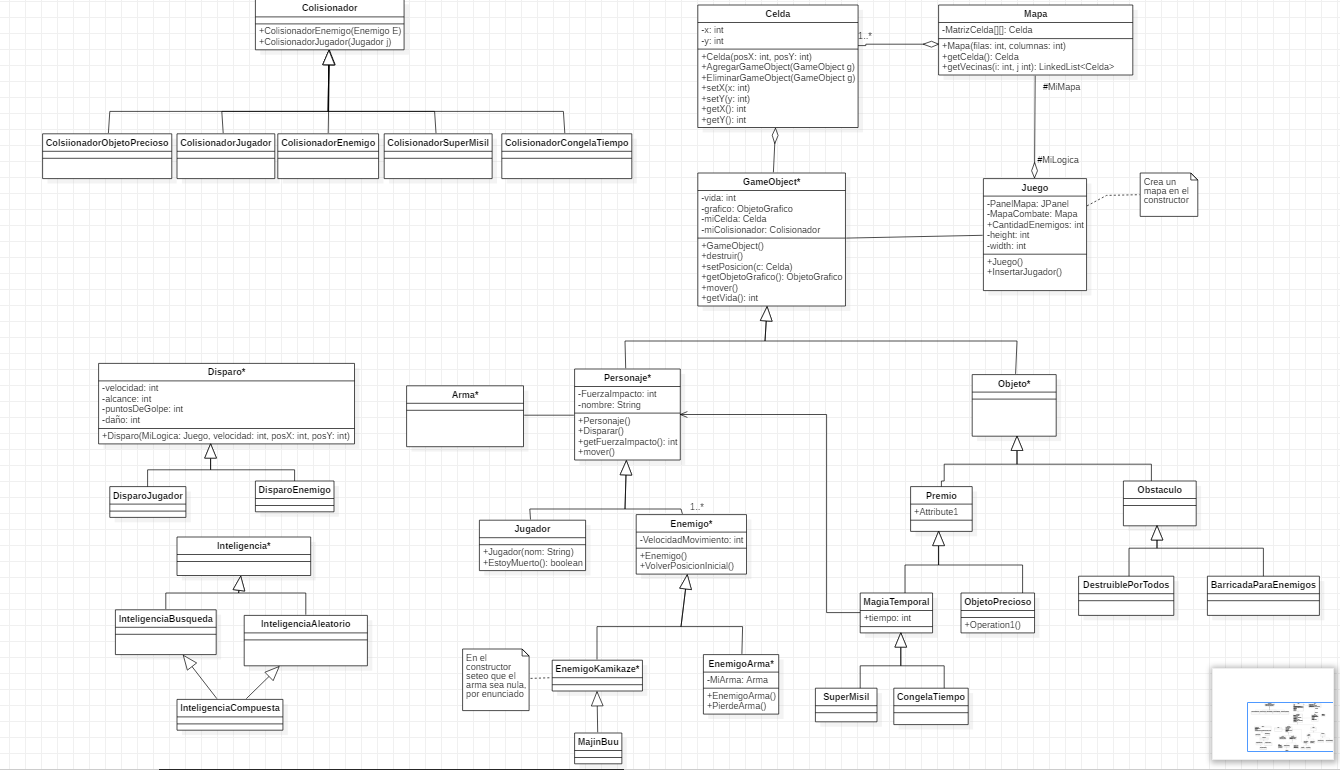 Colisionador
+ColisionadorEnemigo(Enemigo E)
+ColisionadorJugador(Jugador j)
ColsiionadorObjetoPrecioso
ColisionadorJugador
ColisionadorEnemigo
ColisionadorSuperMisil
ColisionadorCongelaTiempo
Celda
-x: int
-y: int
+Celda(posX: int, posY: int)
+AgregarGameObject(GameObject g)
+EliminarGameObject(GameObject g)
+setX(x: int)
+setY(y: int)
+getX(): int
+getY(): int
1..*
Mapa
-MatrizCelda[][]: Celda
+Mapa(filas: int, columnas: int)
+getCelda(): Celda
+getVecinas(i: int, j int): LinkedList<Celda>
#MiMapa
#MiLogica
GameObject*
-vida: int
-grafico: ObjetoGrafico
-miCelda: Celda
-miColisionador: Colisionador
+GameObject()
+destruir()
+setPosicion(c: Celda)
+getObjetoGrafico(): ObjetoGrafico
+mover()
+getVida(): int
Juego
-PanelMapa: JPanel
-MapaCombate: Mapa
+CantidadEnemigos: int
-height: int
-width: int
+Juego()
+InsertarJugador()
Crea un
mapa en el
constructor
Disparo*
-velocidad: int
-alcance: int
-puntosDeGolpe: int
-daño: int
+Disparo(MiLogica: Juego, velocidad: int, posX: int, posY: int)
DisparoJugador
DisparoEnemigo
Arma*
Personaje*
-FuerzaImpacto: int
-nombre: String
+Personaje()
+Disparar()
+getFuerzaImpacto(): int
+mover()
Objeto*
Jugador
+Jugador(nom: String)
+EstoyMuerto(): boolean
1..*
Enemigo*
-VelocidadMovimiento: int
+Enemigo()
+VolverPosicionInicial()
Premio
+Attribute1
Obstaculo
Inteligencia*
InteligenciaBusqueda
InteligenciaAleatorio
InteligenciaCompuesta
En el
constructor
seteo que el
arma sea nula,
por enunciado
EnemigoKamikaze*
MajinBuu
EnemigoArma*
-MiArma: Arma
+EnemigoArma()
+PierdeArma()
MagiaTemporal
+tiempo: int
ObjetoPrecioso
+Operation1()
DestruiblePorTodos
BarricadaParaEnemigos
SuperMisil
CongelaTiempo